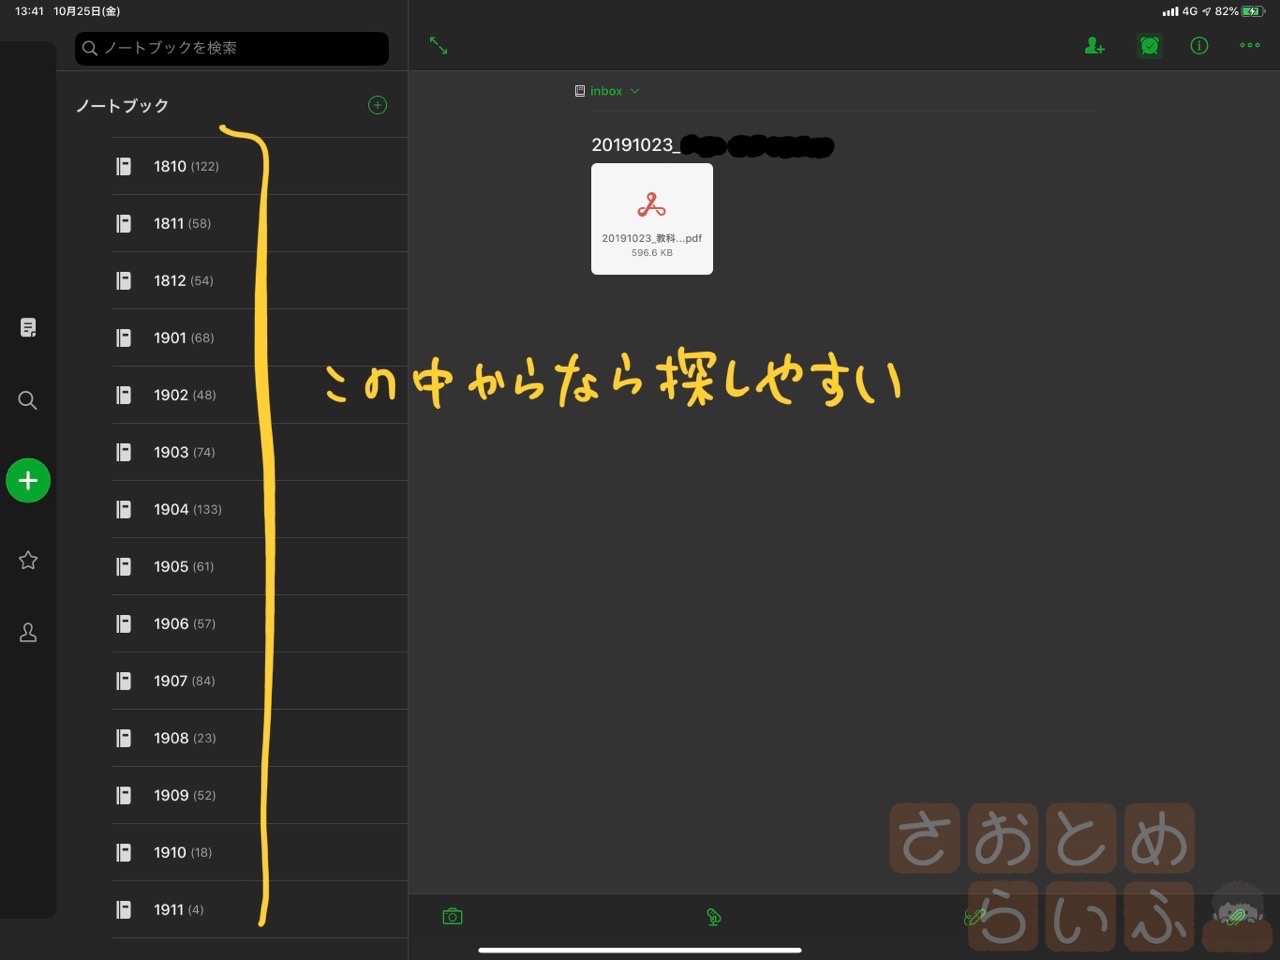 13:41 10月25日(金)
4G 82%
ノートブックを検索
ノートブック
1810 (122)
1811 (58)
1812 (54)
1901 (68)
1902 (48)
1903 (74)
1904 (133)
1905 (61)
1906 (57)
1907 (84)
1908 (23)
1909 (52)
1910 (18)
1911 (4)
inbox
20191023_
20191023_教科...pdf
596.6 KB
この中からなら探しやすい
さおとめ
らいふ